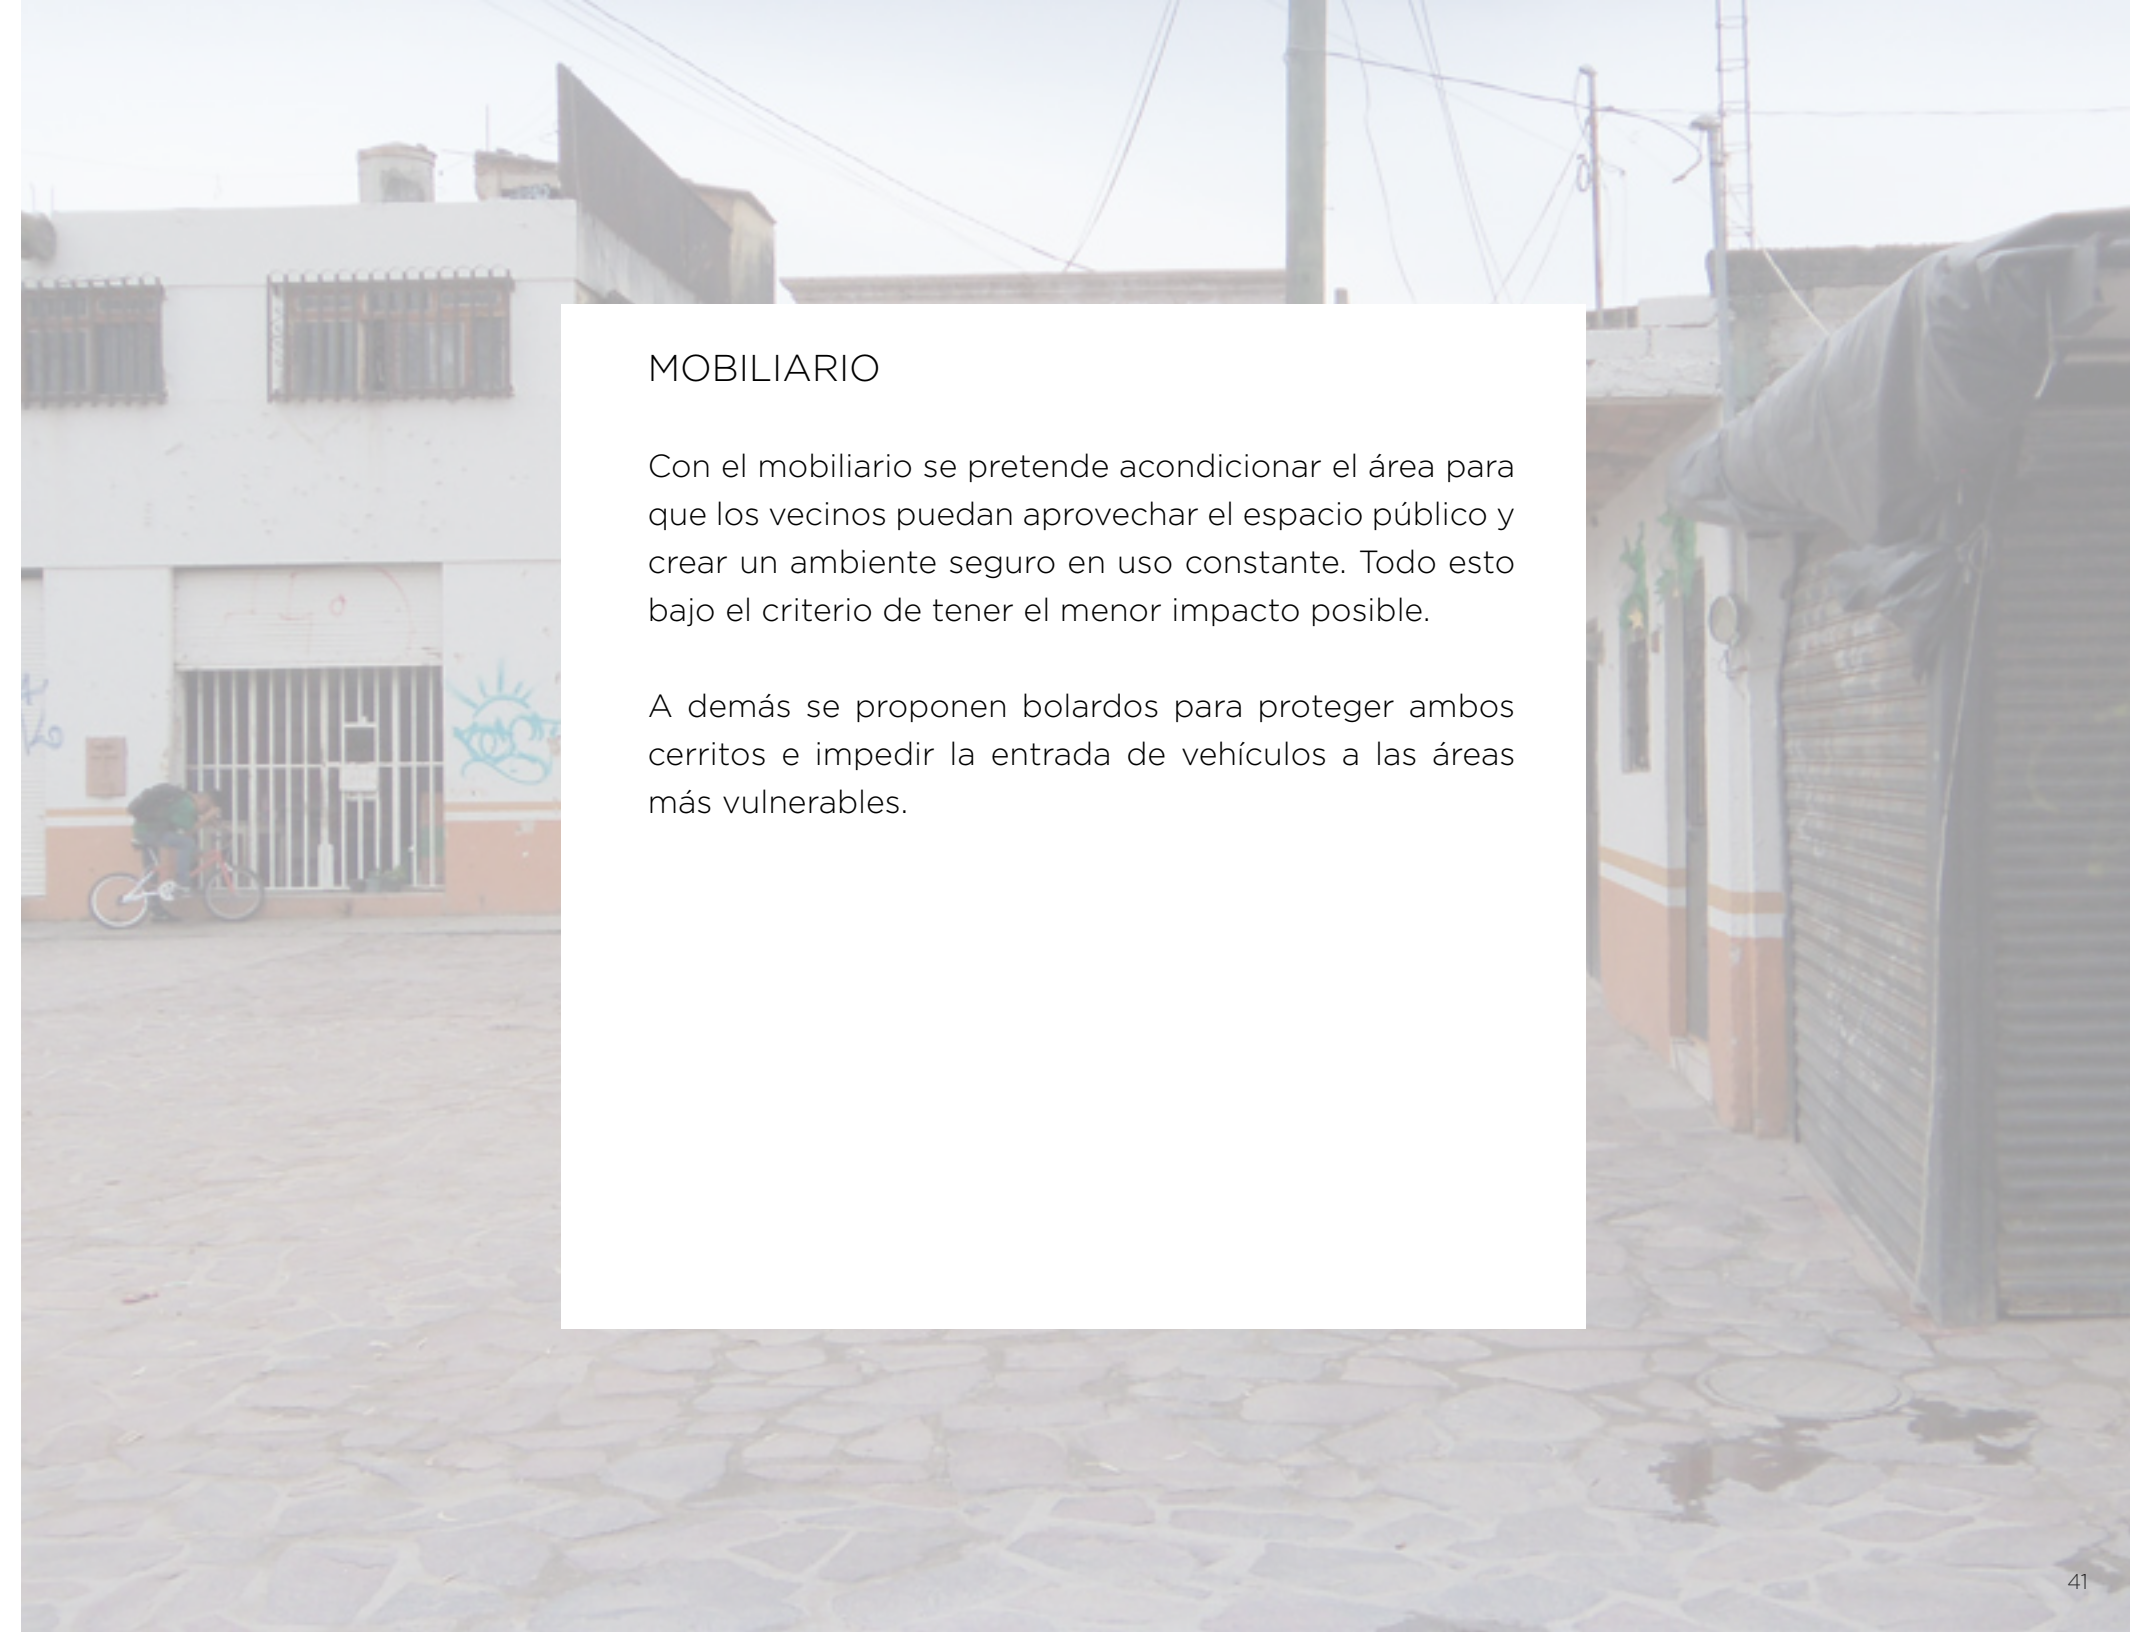 MOBILIARIO
Con el mobiliario se pretende acondicionar el área para
que los vecinos puedan aprovechar el espacio público y
crear un ambiente seguro en uso constante. Todo esto
bajo el criterio de tener el menor impacto posible.
A demás se proponen bolardos para proteger ambos
cerritos e impedir la entrada de vehículos a las áreas
más vulnerables.
41